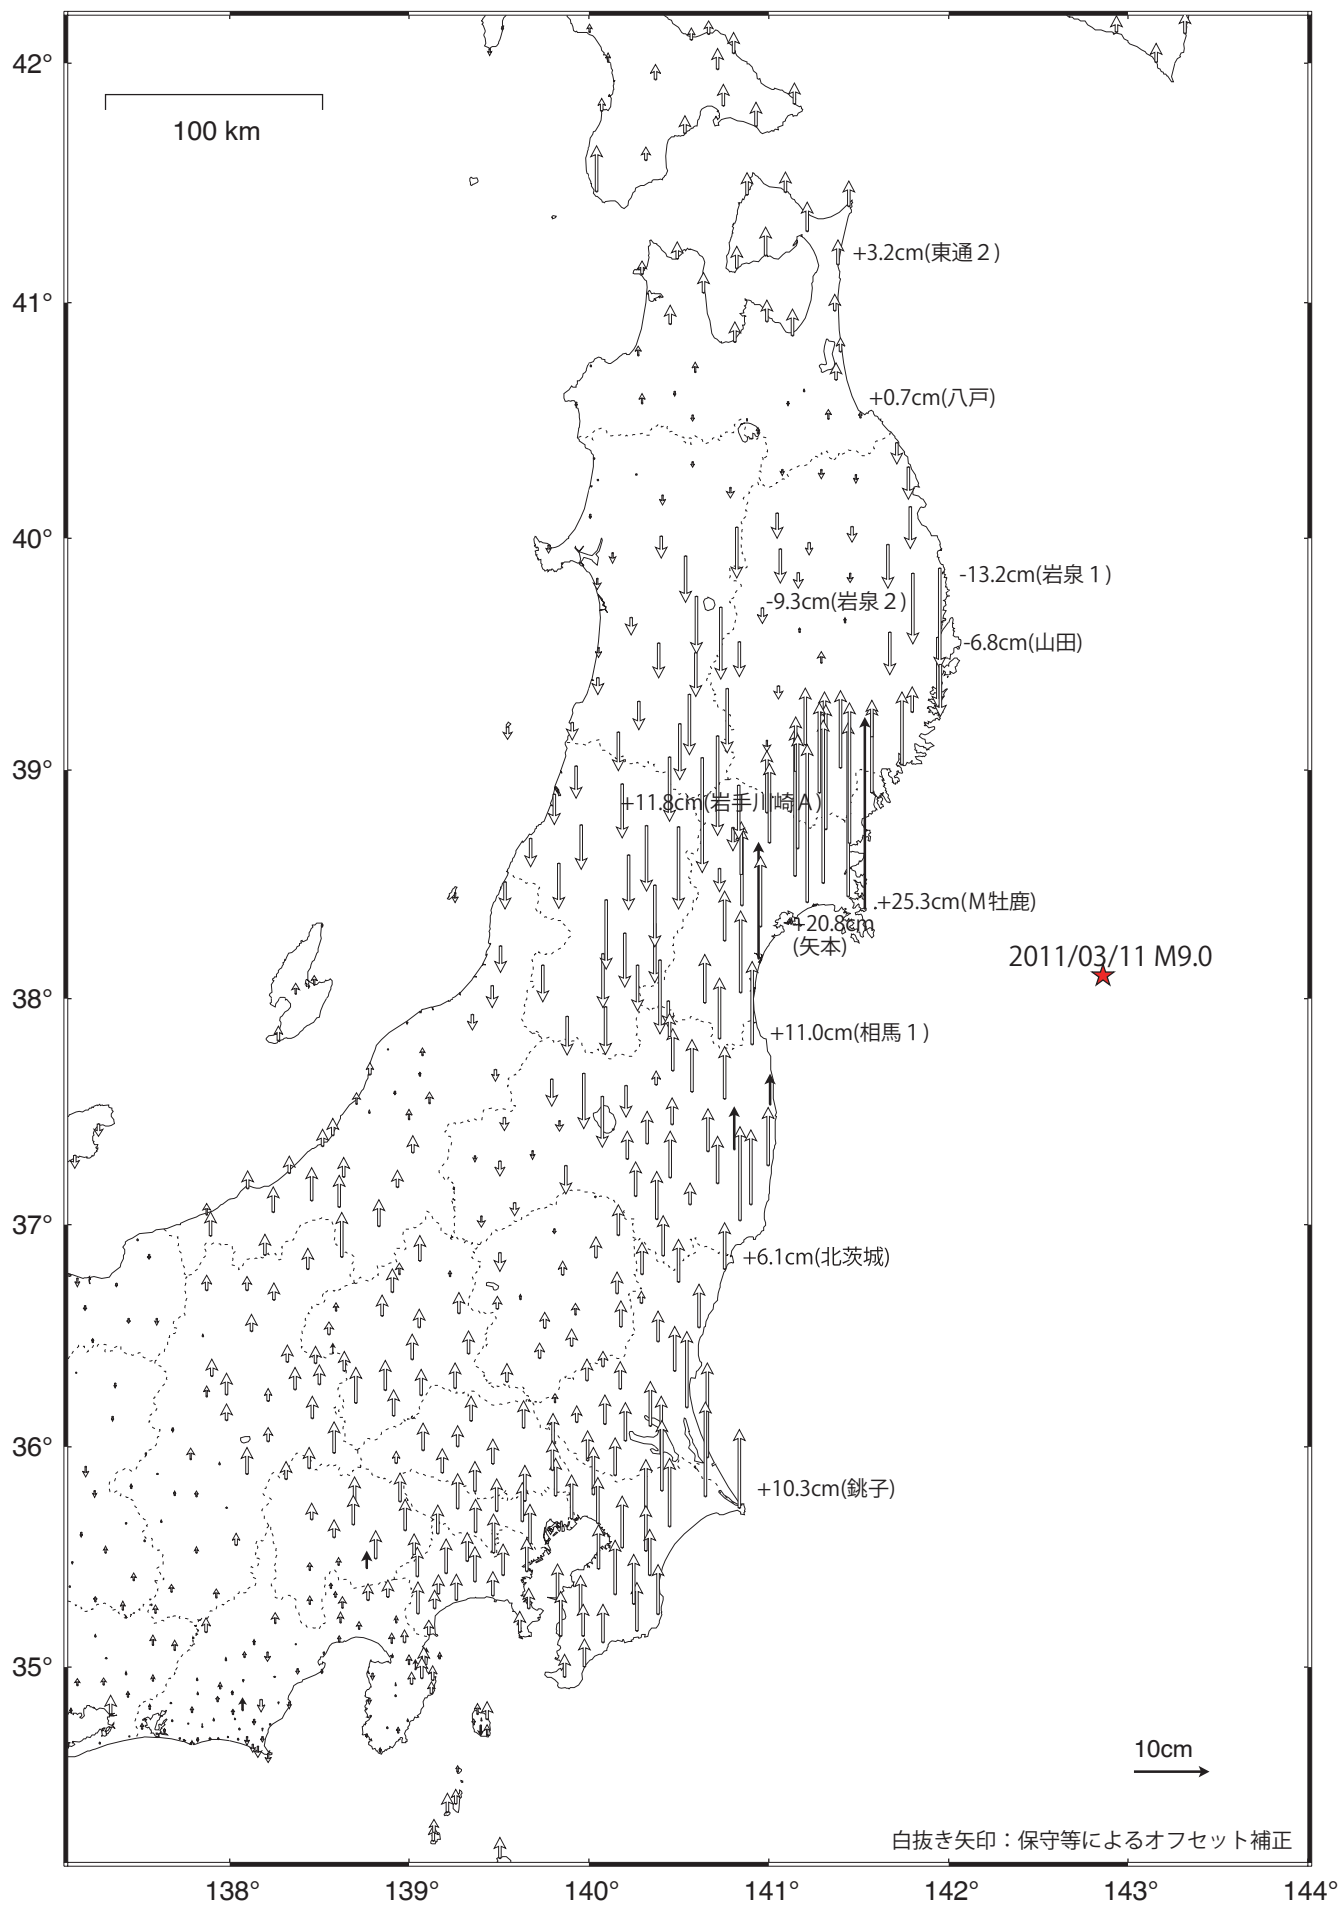 42°
100 km
+3.2cm(東通２)
41°
+0.7cm(八戸)
40°
-13.2cm(岩泉１)
-9.3cm(岩泉２)
-6.8cm(山田)
39°
+11.8cm(岩手川崎Ａ)
+25.3cm(Ｍ牡鹿)
+20.8cm
(矢本)
2011/03/11 M9.0
38°
+11.0cm(相馬１)
37°
+6.1cm(北茨城)
36°
+10.3cm(銚子)
35°
10cm
白抜き矢印：保守等によるオフセット補正
138°
139°
140°
141°
142°
143°
144°